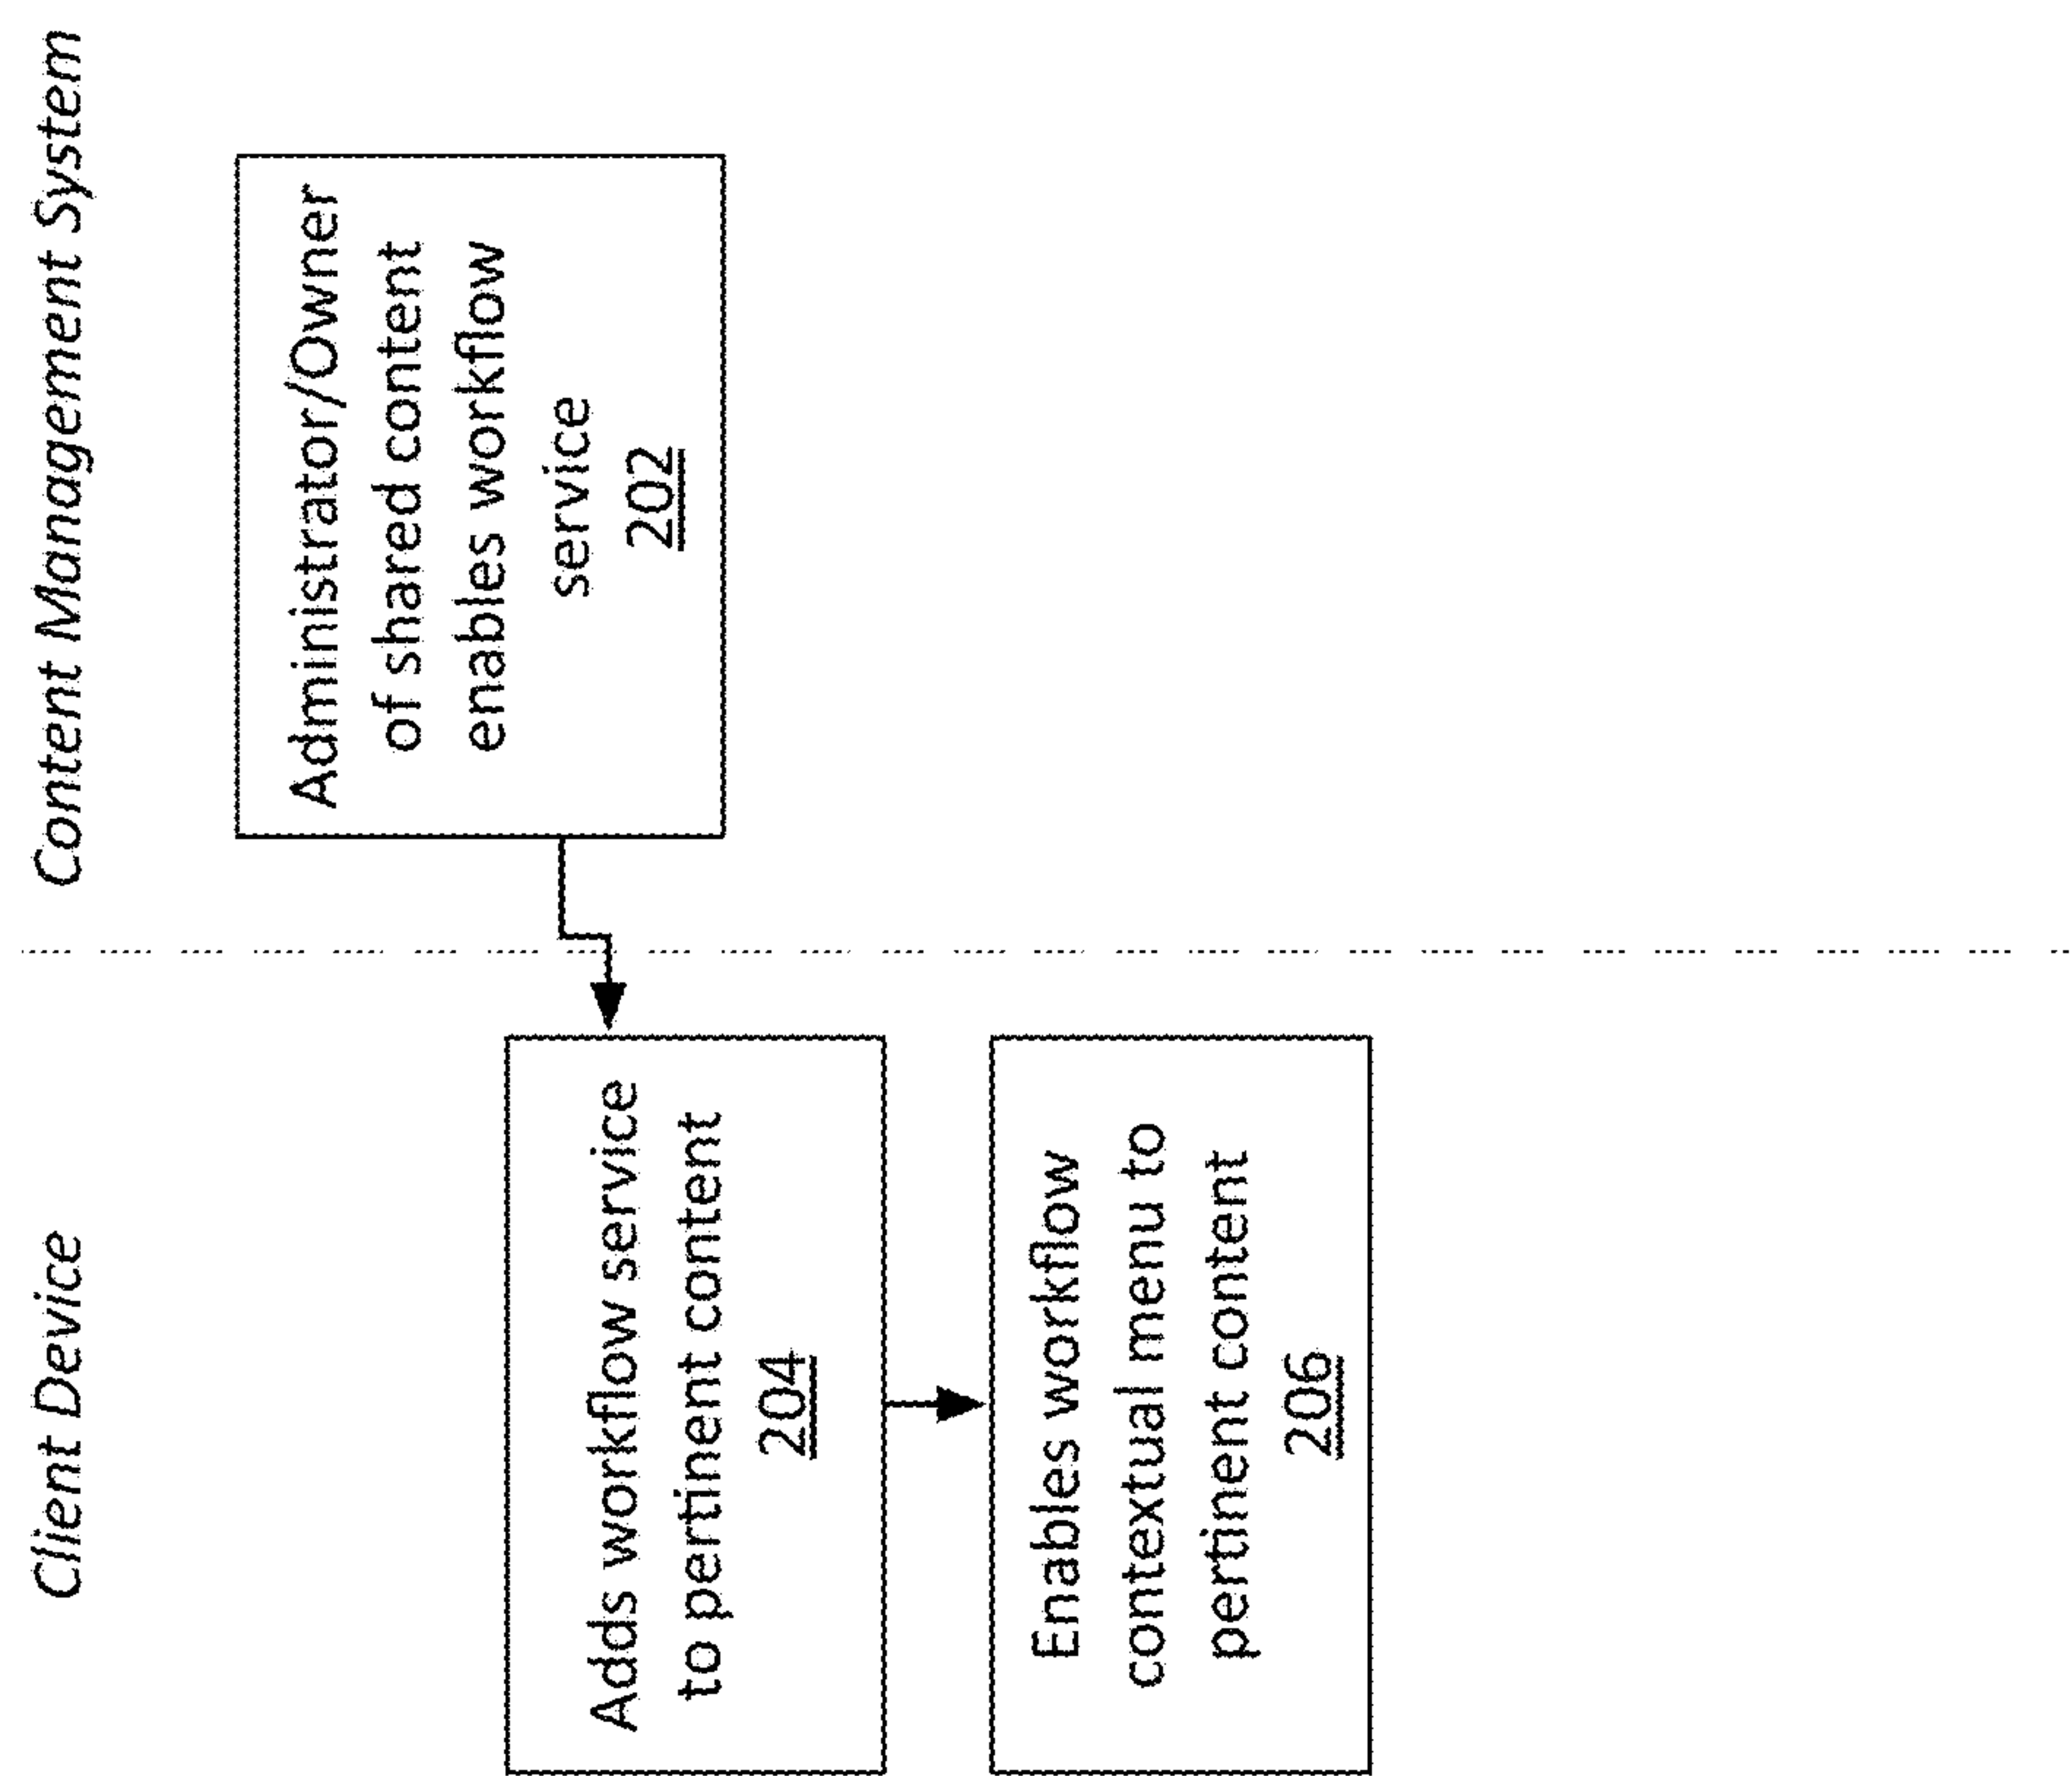 Client Device
Content Management System
Administrator/Owner
of shared content
enables workflow
service
202
Adds workflow service
to pertinent content
204
Enables workflow
contextual menu to
pertinent content
206